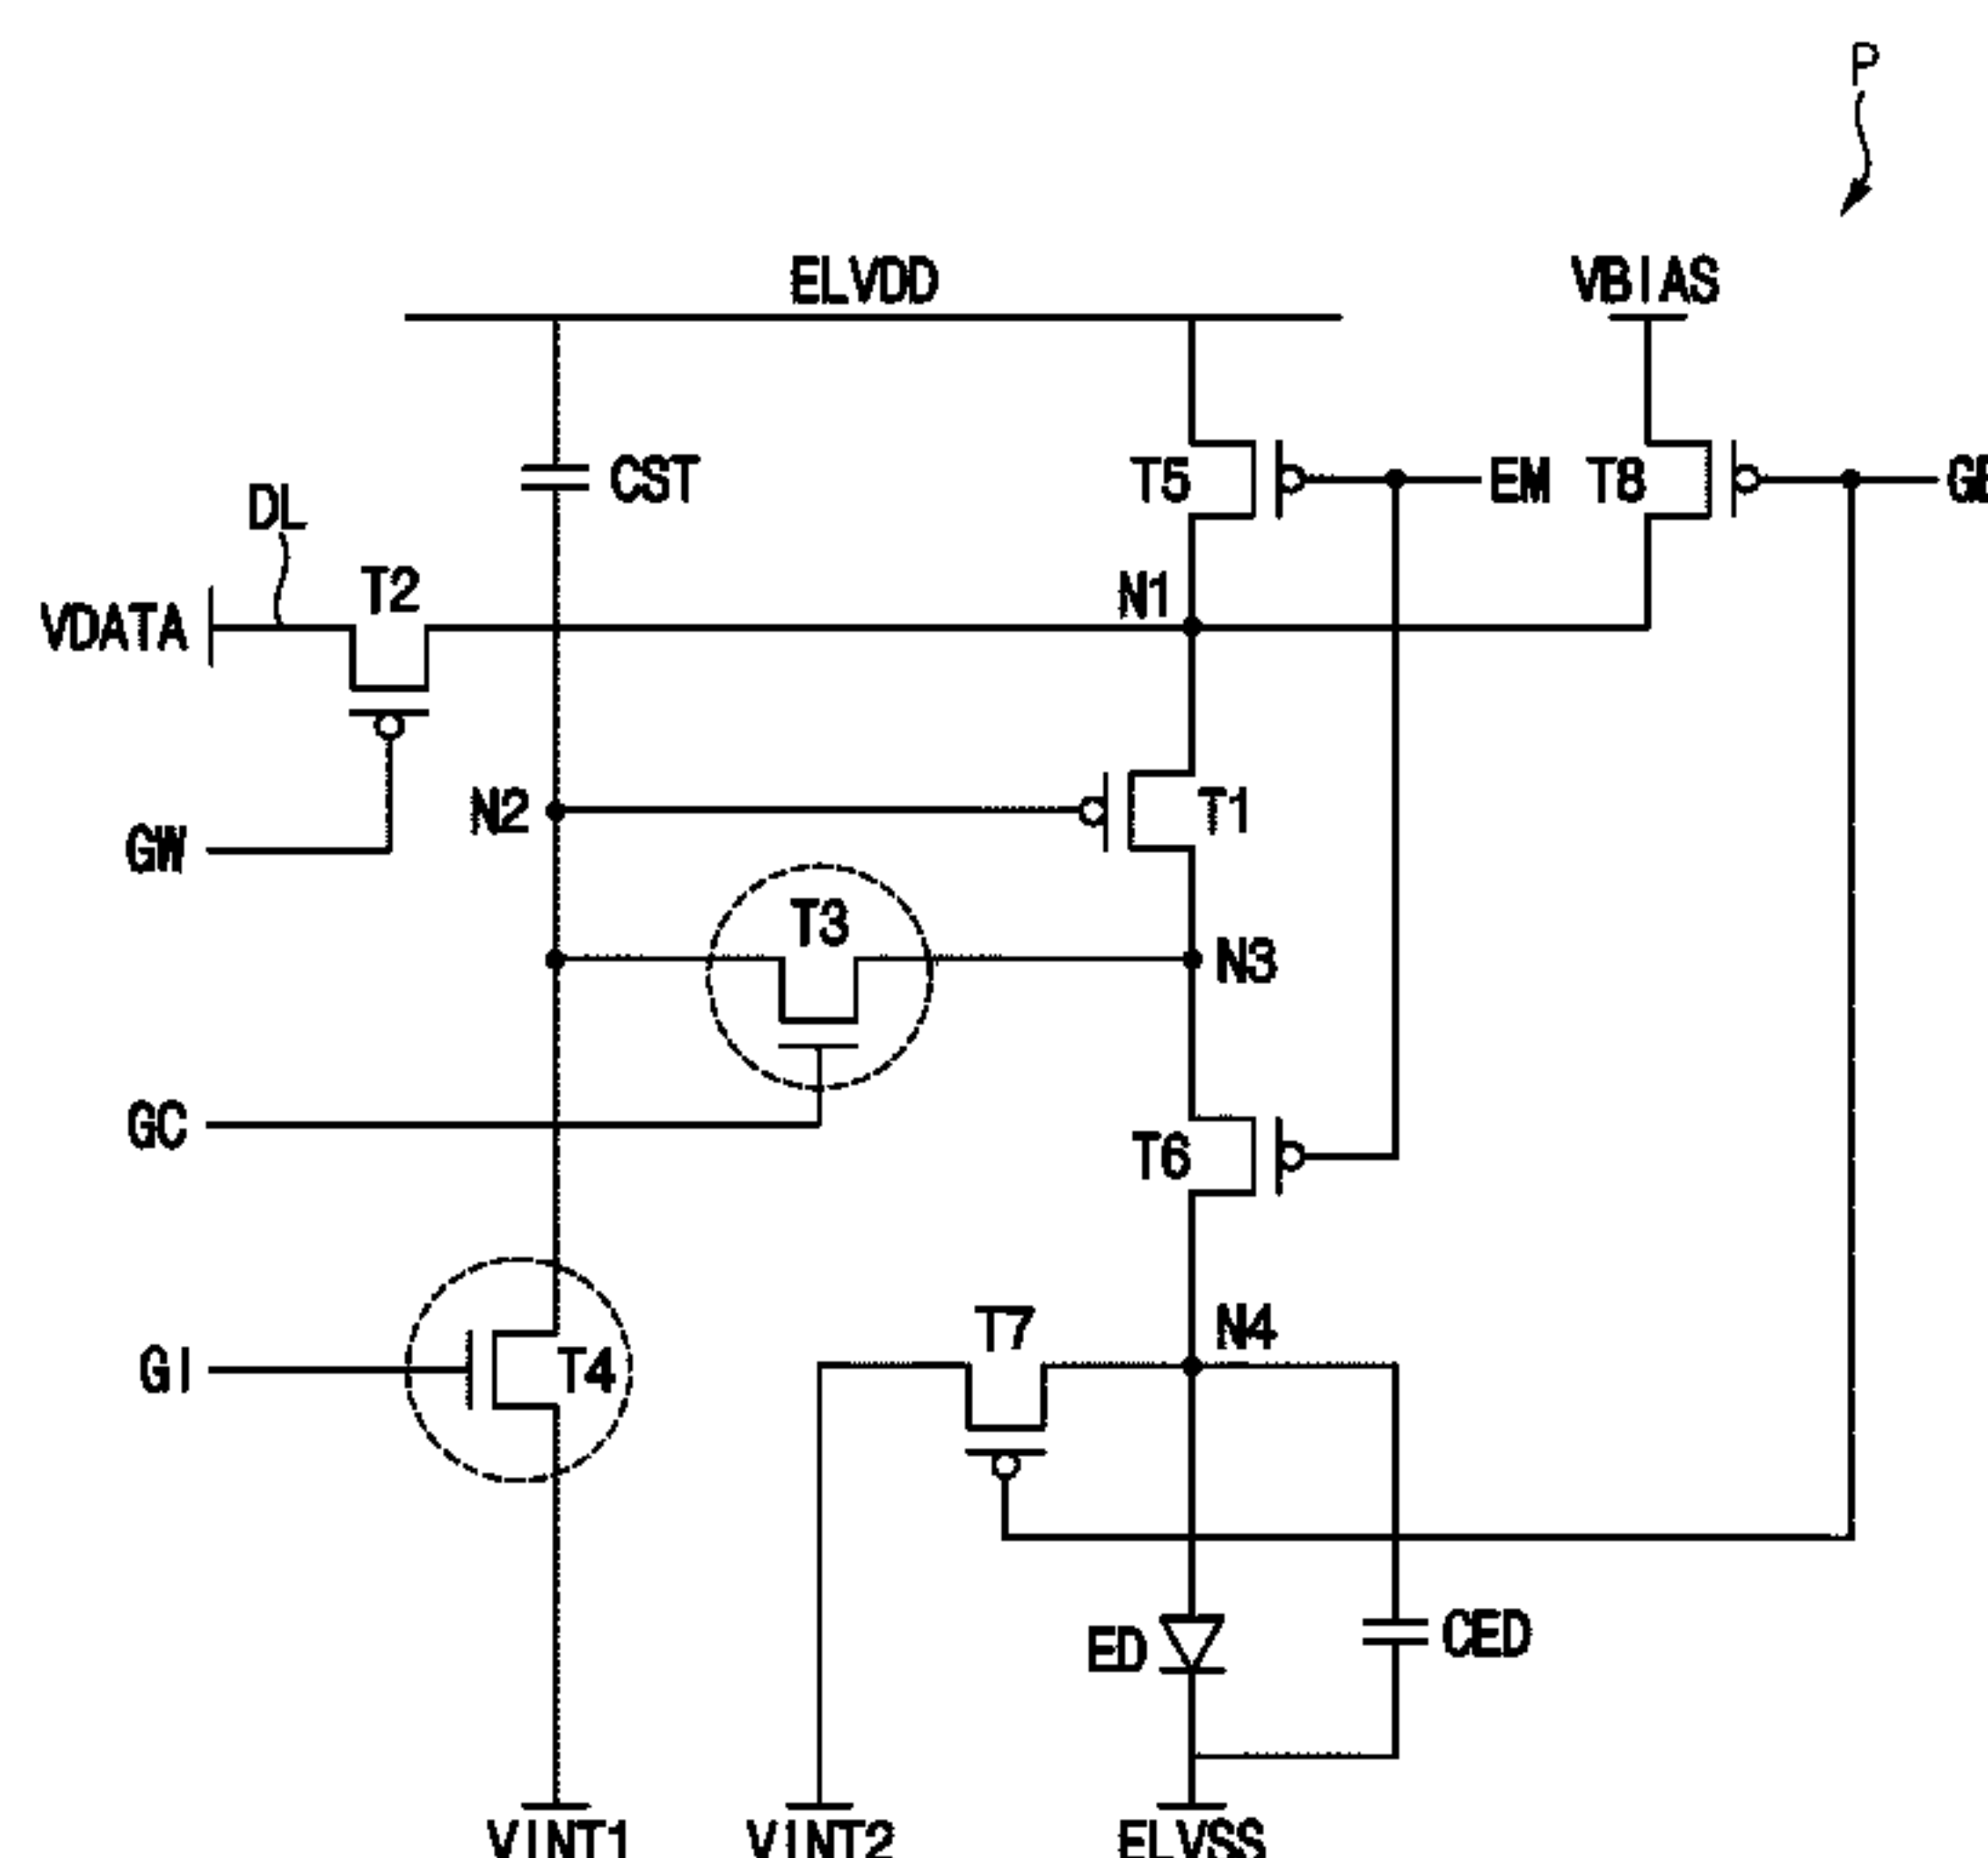 P
ELVDD
VBIAS
CST
T5
EM
T8
DL
T2
N1
VDATA
N2
T1
GW
T3
N3
GC
T6
T7
N4
GI
T4
ED
CED
VINT1
VINT2
ELVSS